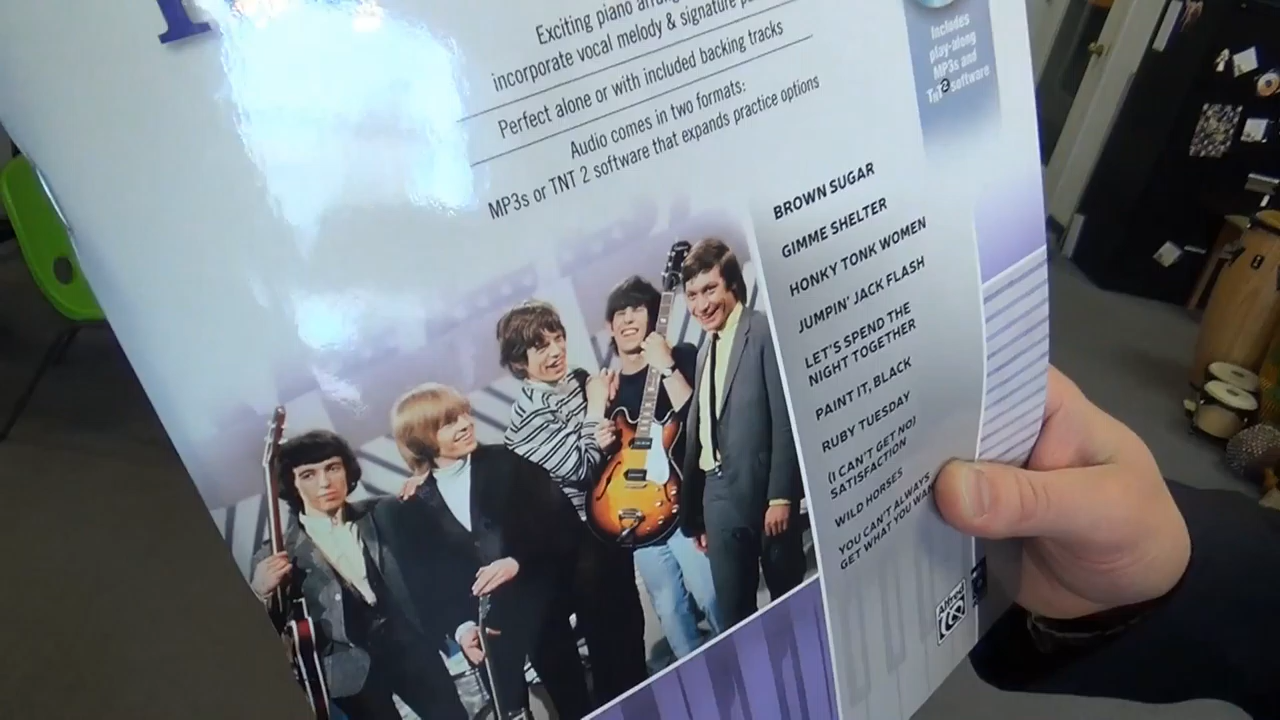 Exciting piano
incorporate vocal melody & signature
Perfect alone or with included backing tracks
Audio comes in two formats:
MP3s or TNT 2 software that expands practice options
Includes
play-along
MP3s and
TNT 2 software
BROWN SUGAR
GIMME SHELTER
HONKY TONK WOMEN
JUMPIN' JACK FLASH
LET'S SPEND THE
NIGHT TOGETHER
PAINT IT, BLACK
RUBY TUESDAY
(I CAN'T GET NO)
SATISFACTION
WILD HORSES
YOU CAN'T ALWAYS
GET WHAT YOU WANT
Alfred